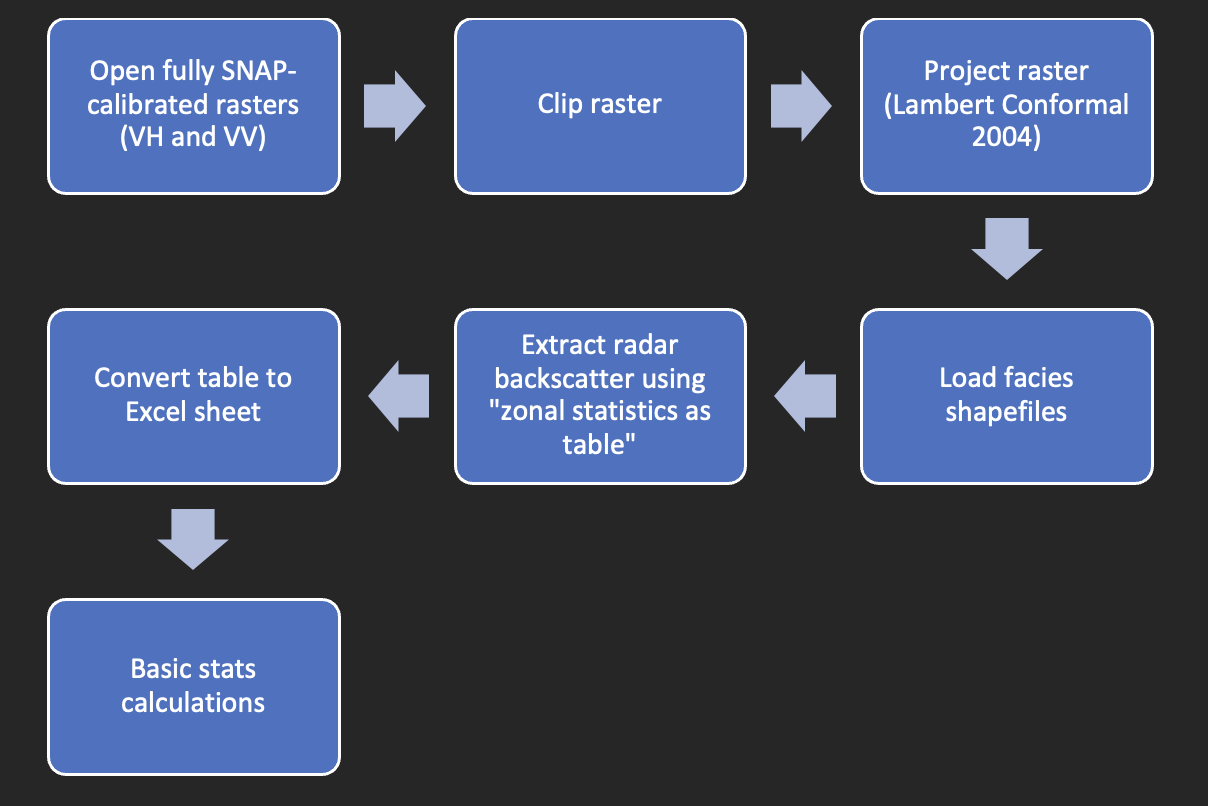 Open fully SNAP-
calibrated rasters
(VH and VV)
Clip raster
Project raster
(Lambert Conformal
2004)
Load facies
shapefiles
Extract radar
backscatter using
"zonal statistics as
table"
Convert table to
Excel sheet
Basic stats
calculations